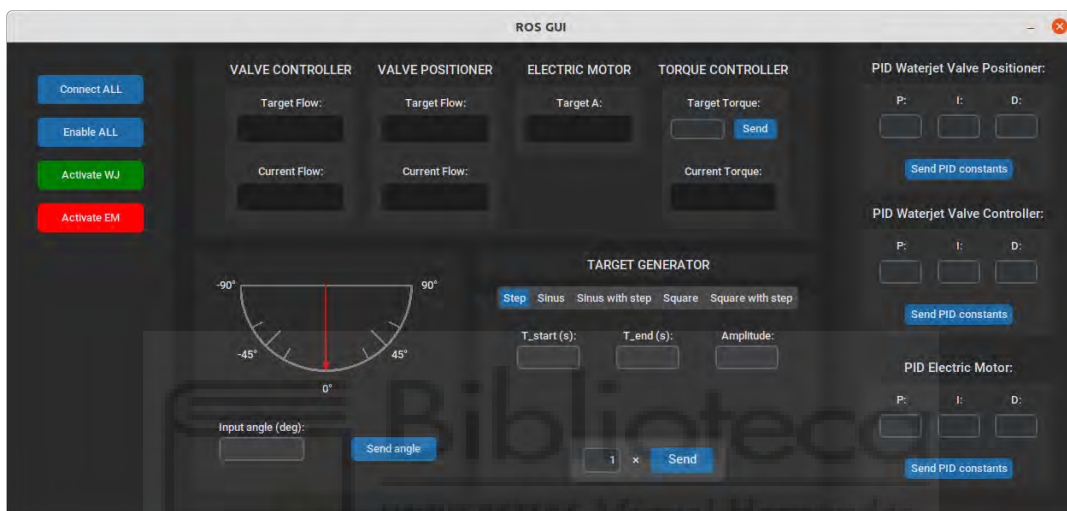 ROS GUI
Connect ALL
Enable ALL
Activate WJ
Activate EM
VALVE CONTROLLER
Target Flow:
Current Flow:
VALVE POSITIONER
Target Flow:
Current Flow:
ELECTRIC MOTOR
Target A:
TORQUE CONTROLLER
Target Torque:
Send
Current Torque:
-90°
90°
-45°
45°
0°
Input angle (deg):
Send angle
TARGET GENERATOR
Step Sinus Sinus with step Square Square with step
T_start (s): T_end (s): Amplitude:
1 × Send
PID Waterjet Valve Positioner:
P: I: D:
Send PID constants
PID Waterjet Valve Controller:
P: I: D:
Send PID constants
PID Electric Motor:
P: I: D:
Send PID constants
Biblioteca